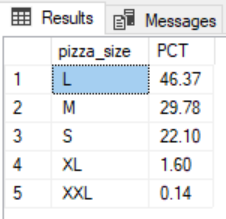 Results Messages
pizza_size PCT
1 L 46.37
2 M 29.78
3 S 22.10
4 XL 1.60
5 XXL 0.14